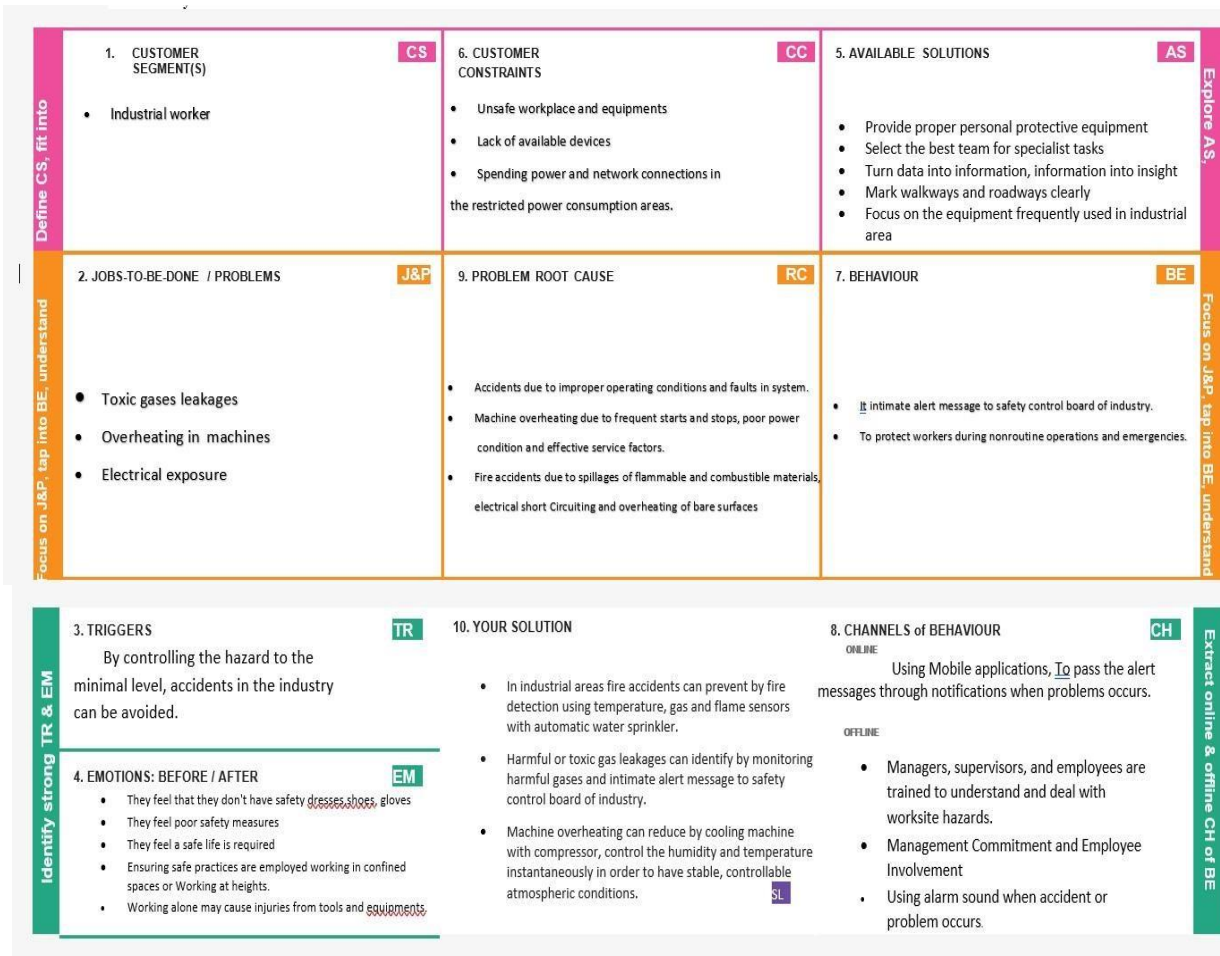 Define CS, fit into
1. CUSTOMER
SEGMENT(S)
CS
• Industrial worker
6. CUSTOMER
CONSTRAINTS
CC
• Unsafe workplace and equipments
• Lack of available devices
• Spending power and network connections in
the restricted power consumption areas.
5. AVAILABLE SOLUTIONS
AS
• Provide proper personal protective equipment
• Select the best team for specialist tasks
• Turn data into information, information into insight
• Mark walkways and roadways clearly
• Focus on the equipment frequently used in industrial
area
Explore AS,
Focus on J&P, tap into BE, understand
2. JOBS-TO-BE-DONE / PROBLEMS
J&P
• Toxic gases leakages
• Overheating in machines
• Electrical exposure
9. PROBLEM ROOT CAUSE
RC
• Accidents due to improper operating conditions and faults in system.
• Machine overheating due to frequent starts and stops, poor power
condition and effective service factors.
• Fire accidents due to spillages of flammable and combustible materials,
electrical short Circuiting and overheating of bare surfaces
7. BEHAVIOUR
BE
• It intimate alert message to safety control board of industry.
• To protect workers during nonroutine operations and emergencies.
Focus on J&P, tap into BE, understand
Identify strong TR & EM
3. TRIGGERS
TR
By controlling the hazard to the
minimal level, accidents in the industry
can be avoided.
4. EMOTIONS: BEFORE / AFTER
EM
• They feel that they don't have safety dresses,shoes, gloves
• They feel poor safety measures
• They feel a safe life is required
• Ensuring safe practices are employed working in confined
spaces or Working at heights.
• Working alone may cause injuries from tools and equipments.
10. YOUR SOLUTION
• In industrial areas fire accidents can prevent by fire
detection using temperature, gas and flame sensors
with automatic water sprinkler.
• Harmful or toxic gas leakages can identify by monitoring
harmful gases and intimate alert message to safety
control board of industry.
• Machine overheating can reduce by cooling machine
with compressor, control the humidity and temperature
instantaneously in order to have stable, controllable
atmospheric conditions.
SL
8. CHANNELS of BEHAVIOUR
CH
ONLINE
Using Mobile applications, To pass the alert
messages through notifications when problems occurs.
OFFLINE
• Managers, supervisors, and employees are
trained to understand and deal with
worksite hazards.
• Management Commitment and Employee
Involvement
• Using alarm sound when accident or
problem occurs.
Extract online & offline CH of BE